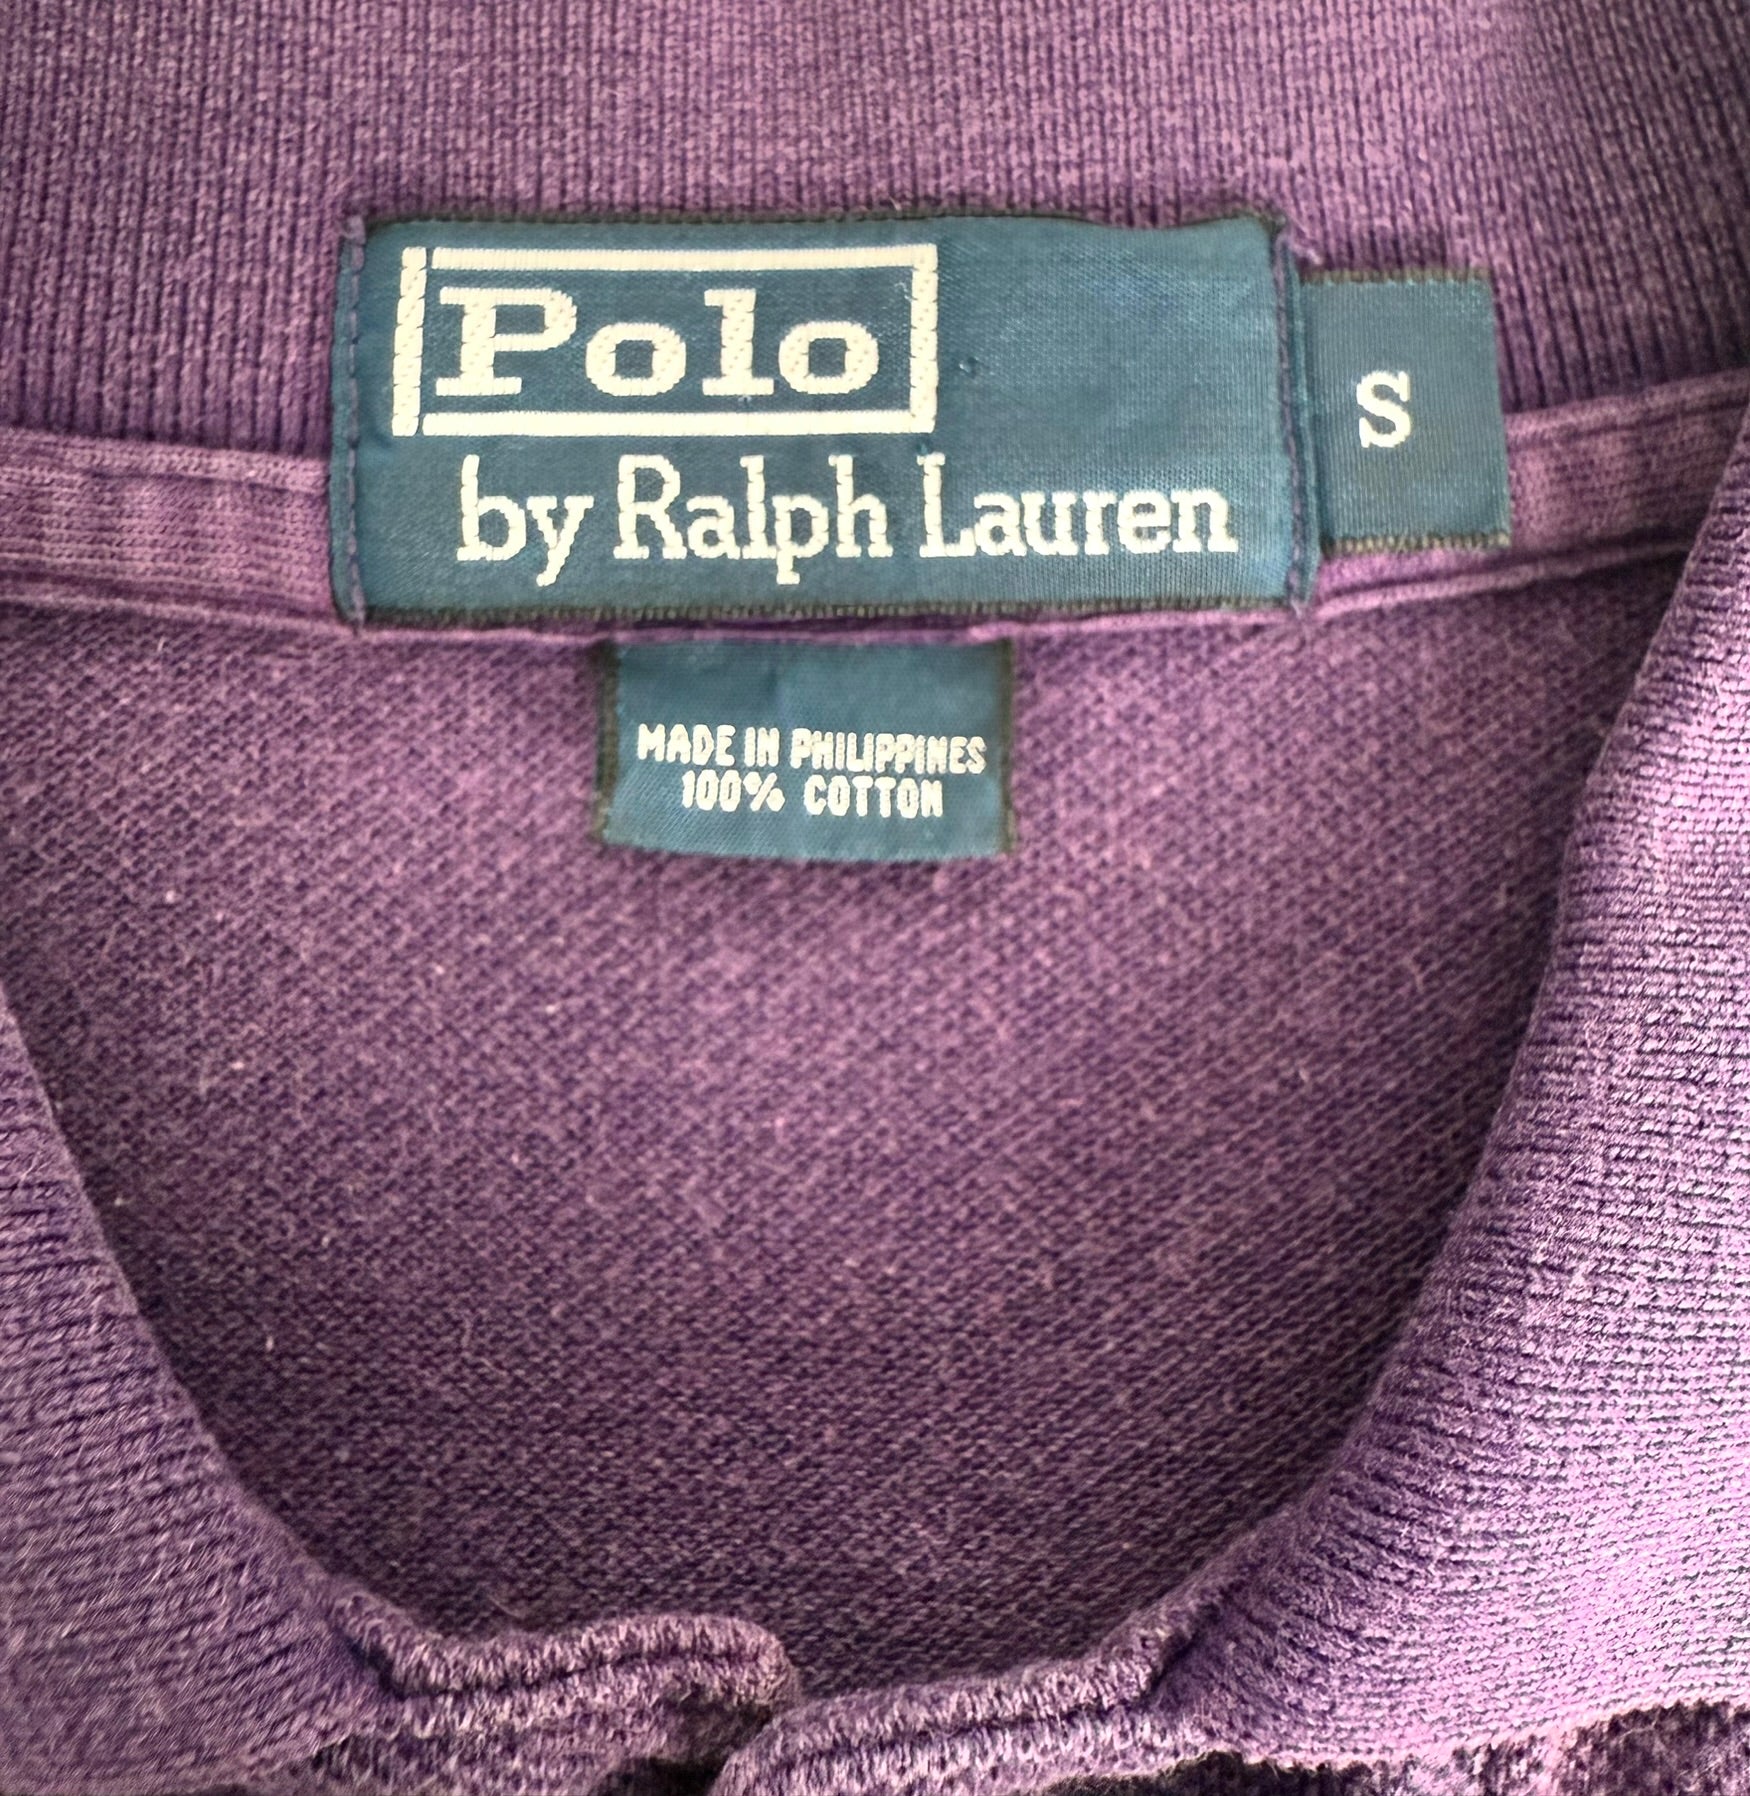 Polo
by Ralph Lauren
S
MADE IN PHILIPPINES
100% COTTON